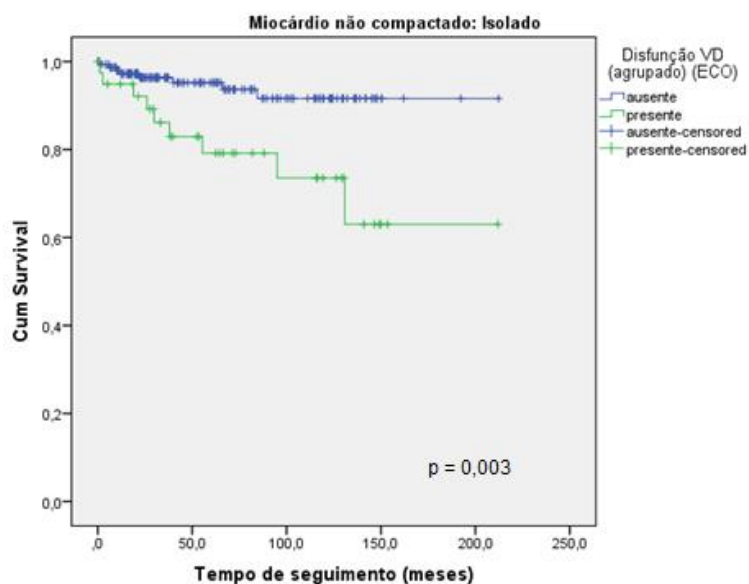 Miocárdio não compactado: Isolado
Disfunção VD
(agrupado) (ECO)
ausente
presente
ausente-censored
presente-censored
1,0
0,8
0,6
0,4
0,2
0,0
Cum Survival
p = 0,003
,0
50,0
100,0
150,0
200,0
250,0
Tempo de seguimento (meses)